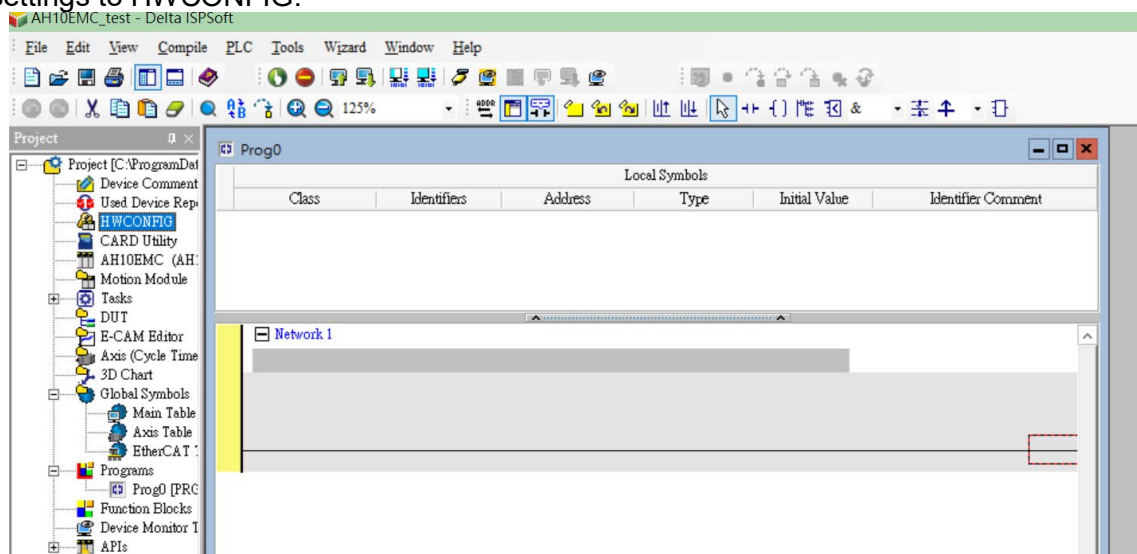 settings to HWCONFIG.
AH10EMC_test - Delta ISPSoft
File Edit View Compile PLC Tools Wizard Window Help
125%
ADDR
&
Project
Prog0
Project [C:\ProgramDat
Local Symbols
Class Identifiers Address Type Initial Value Identifier Comment
Device Comment
Used Device Rep
HWCONFIG
CARD Utility
AH10EMC (AH
Motion Module
Tasks
DUT
E-CAM Editor
Axis (Cycle Time
3D Chart
Global Symbols
Main Table
Axis Table
EtherCAT
Programs
Prog0 [PRG
Function Blocks
Device Monitor T
APIs
Network 1